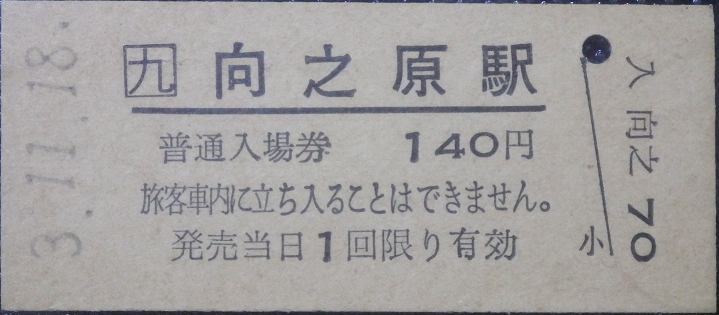 3.11.18.
九 向之原駅
普通入場券 140円
旅客車内に立ち入ることはできません。
発売当日1回限り有効
小
入 向之 70